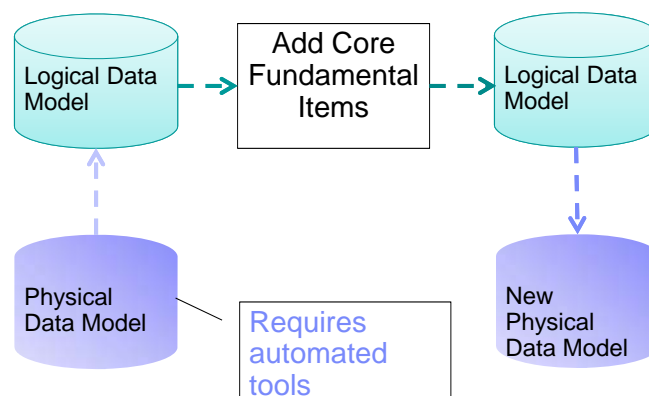 Logical Data
Model
Add Core
Fundamental
Items
Logical Data
Model
Physical
Data Model
Requires
automated
tools
New
Physical
Data Model